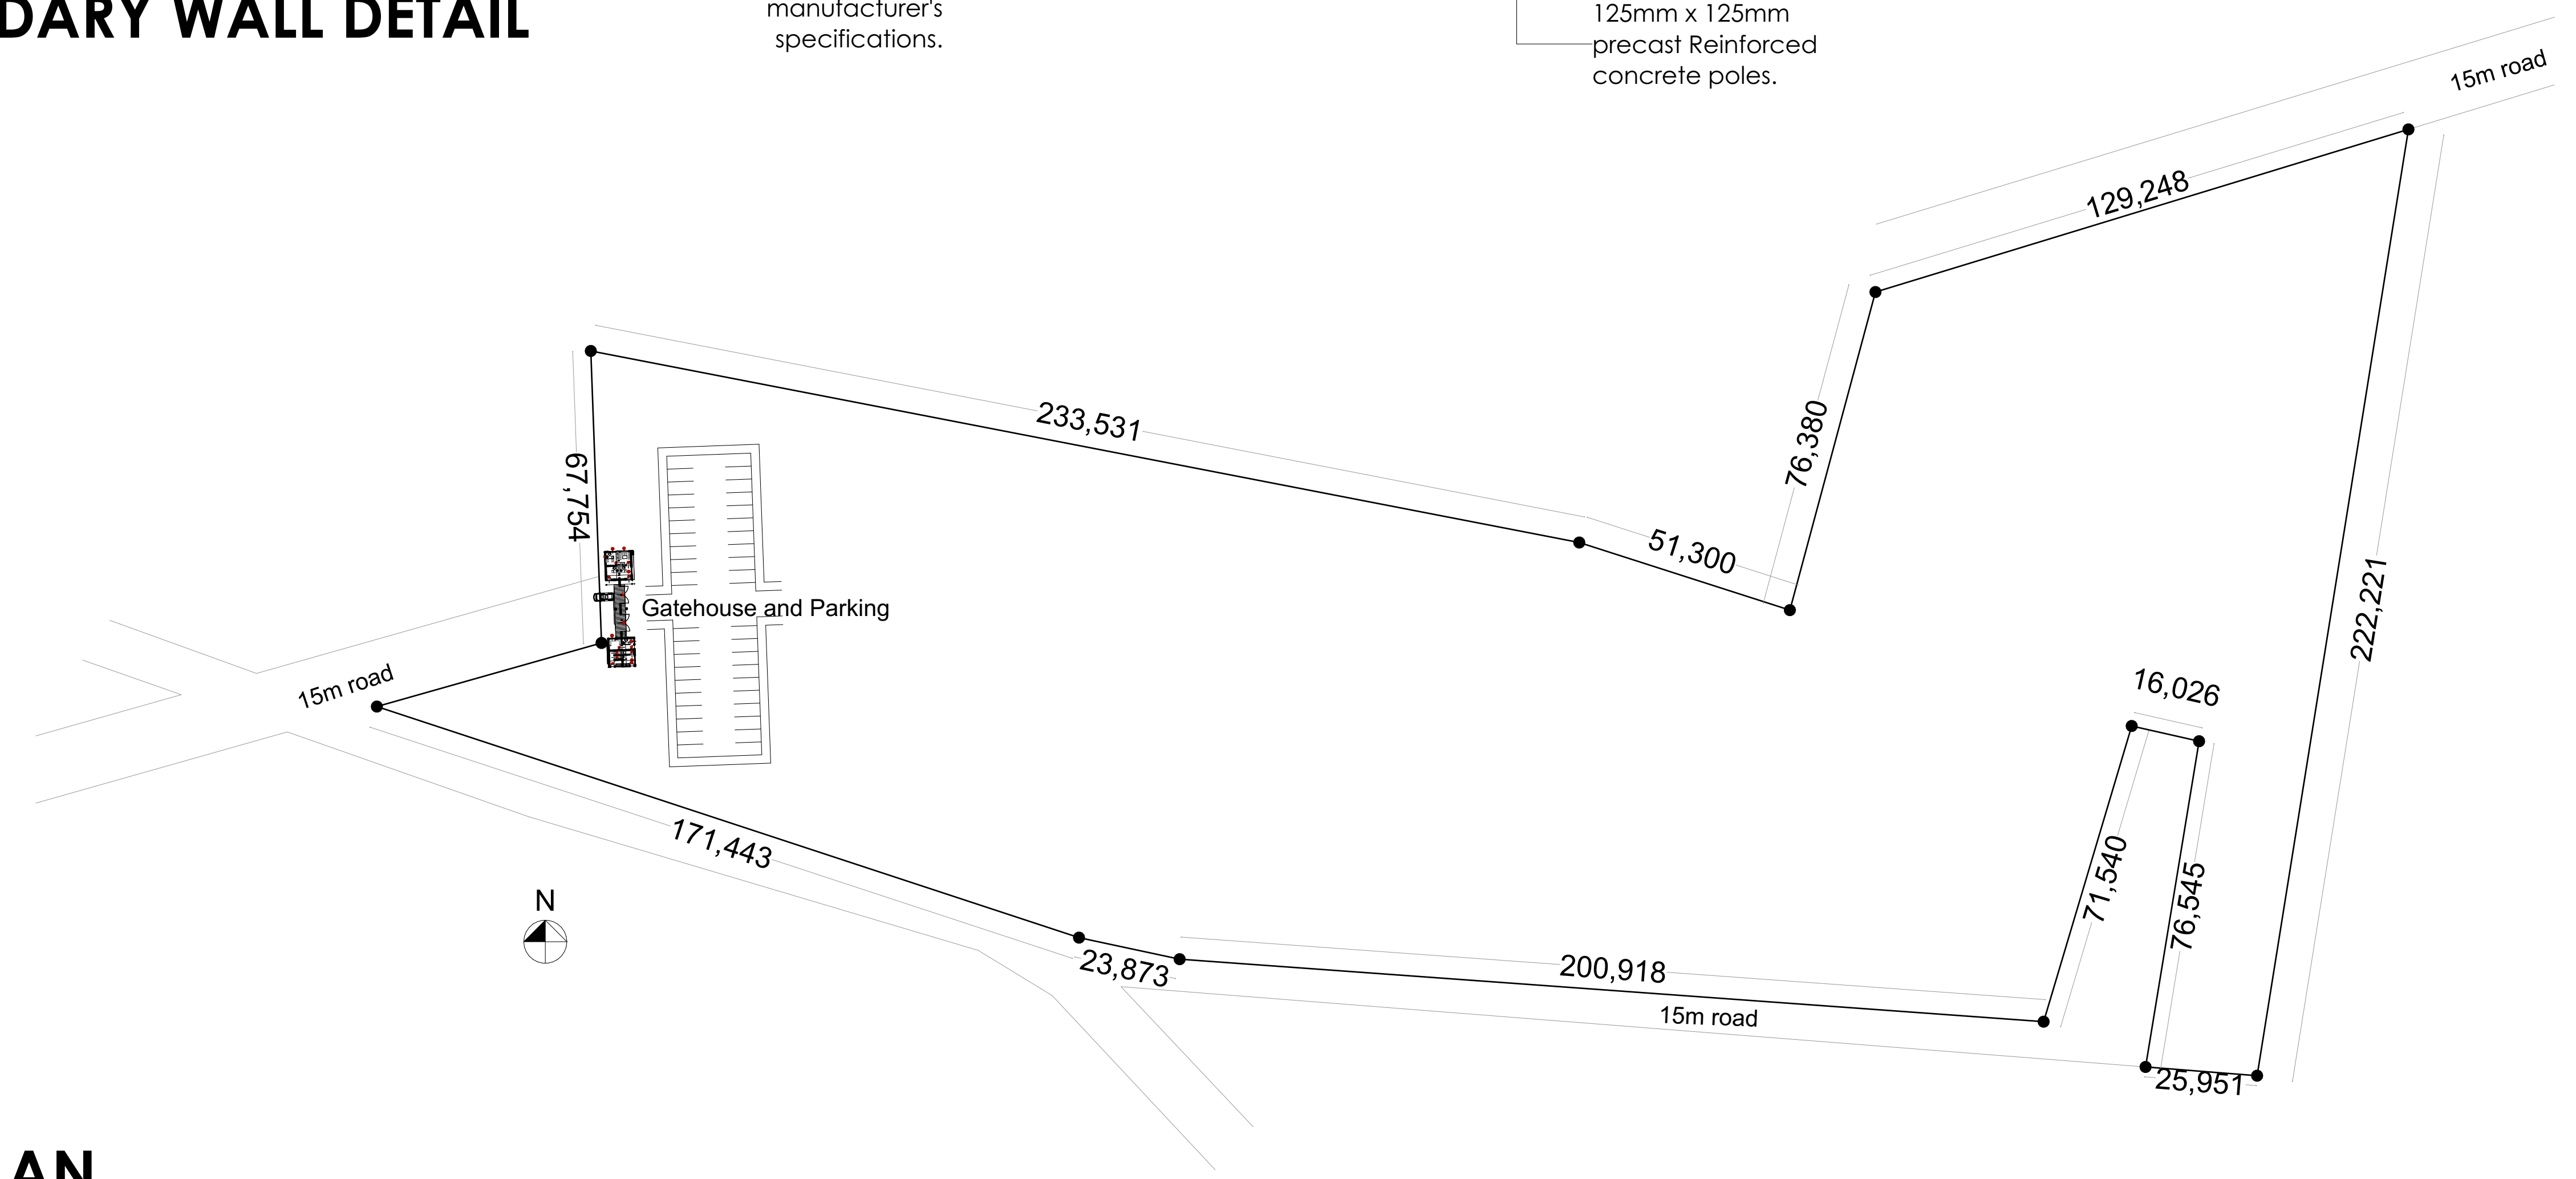 DARY WALL DETAIL
manufacturer's
specifications.
125mm x 125mm
precast Reinforced
concrete poles.
15m road
129,248
233,531
76,380
67,754
51,300
222,221
Gatehouse and Parking
15m road
16,026
171,443
71,540
76,545
N
23,873
200,918
15m road
25,951
AN